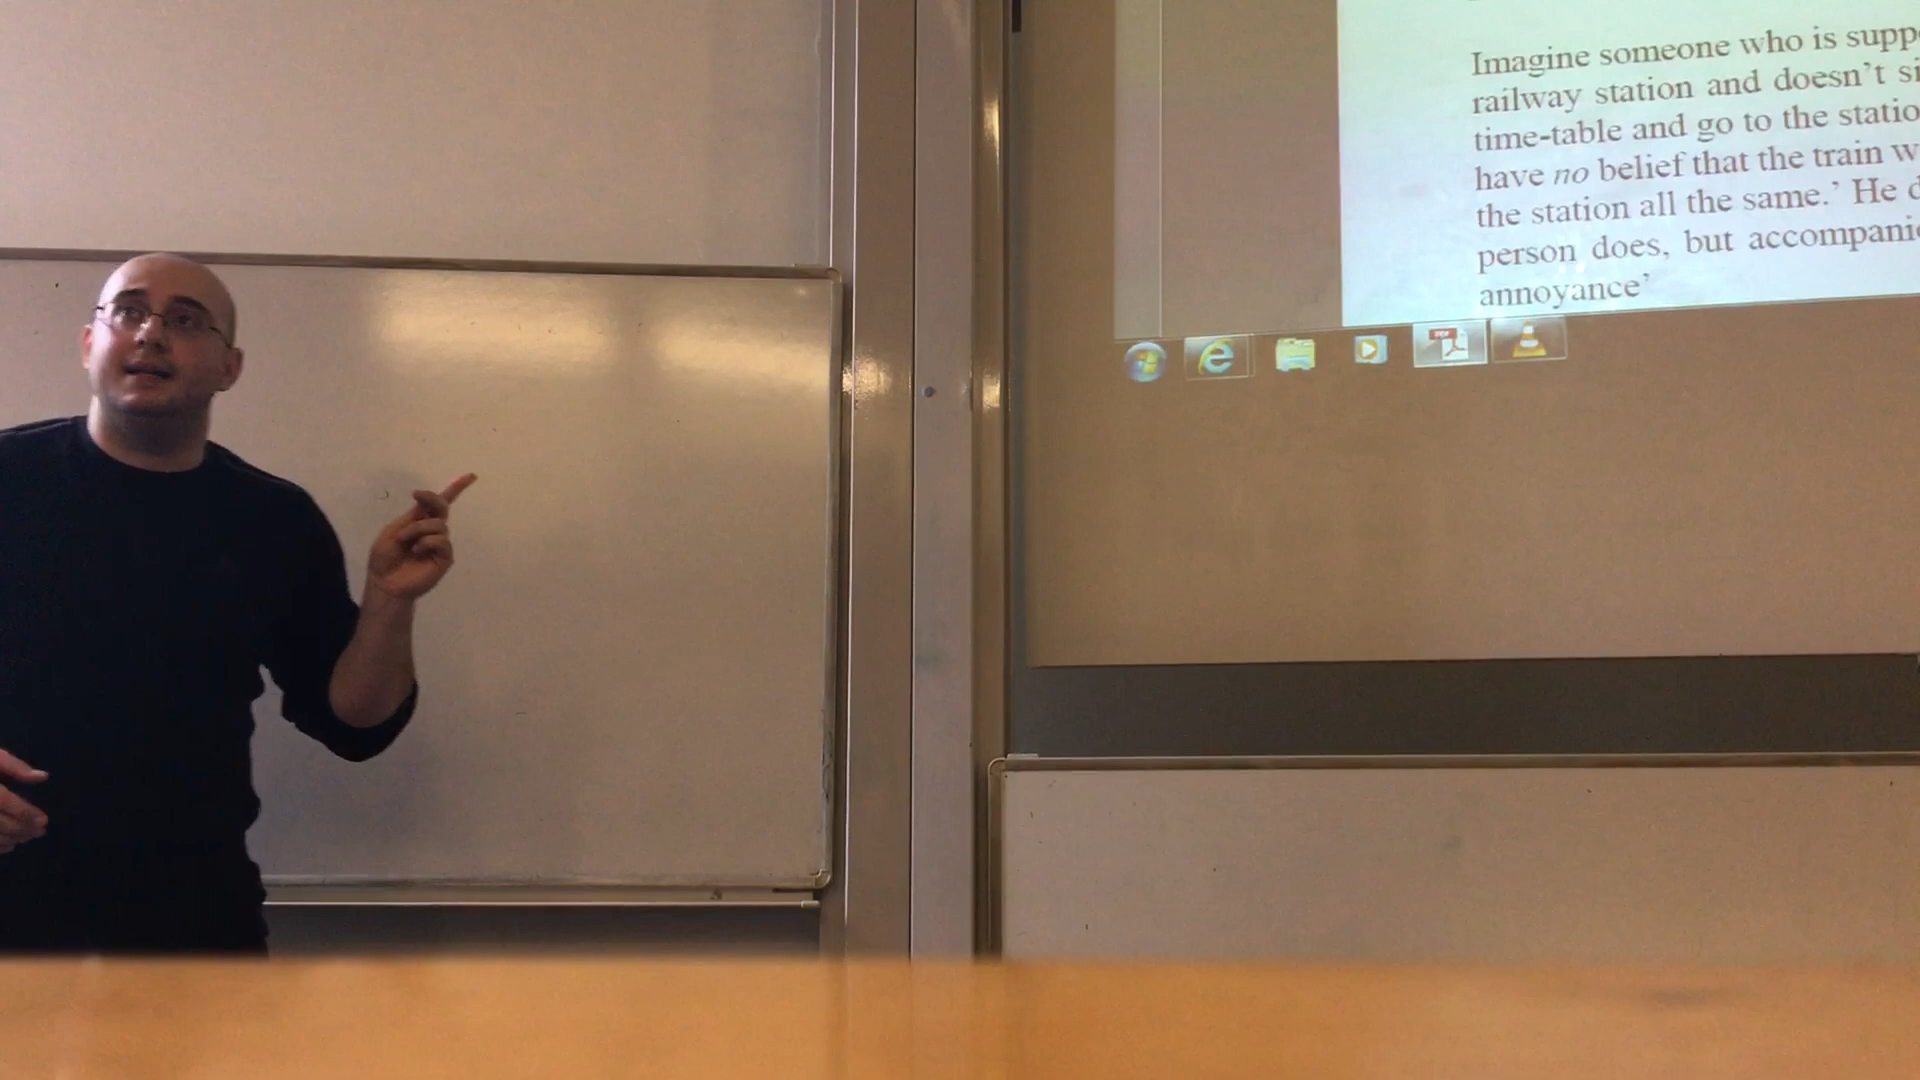 Imagine someone who is supp
railway station and doesn't si
time-table and go to the statio
have no belief that the train w
the station all the same.' He d
person does, but accompanie
annoyance'